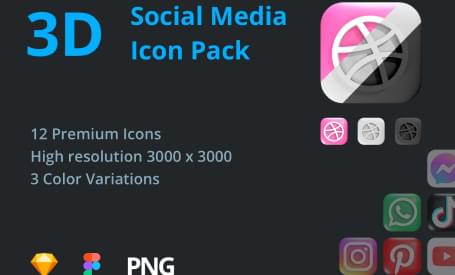 3D
Social Media
Icon Pack
12 Premium Icons
High resolution 3000 x 3000
3 Color Variations
PNG